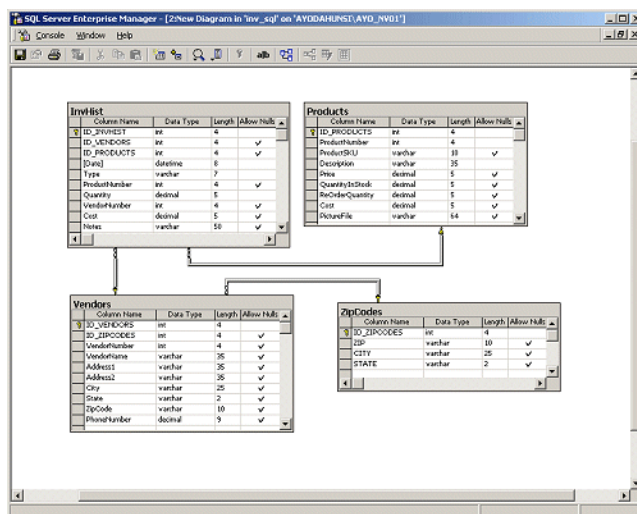 SQL Server Enterprise Manager - [2:New Diagram in 'inv_sql' on 'AYODAHUNSI\AYO_NV01']
Console Window Help
InvHist
Column Name Data Type Length Allow Nulls
ID_INVHIST int 4
ID_VENDORS int 4 ✓
ID_PRODUCTS int 4 ✓
[Date] datetime 8
Type varchar 7
ProductNumber int 4 ✓
Quantity decimal 5
VendorNumber int 4 ✓
Cost decimal 5 ✓
Notes varchar 50 ✓
Products
Column Name Data Type Length Allow Nulls
ID_PRODUCTS int 4
ProductNumber int 4
ProductSKU varchar 10 ✓
Description varchar 35
Price decimal 5 ✓
QuantityInStock decimal 5 ✓
ReOrderQuantity decimal 5 ✓
Cost decimal 5 ✓
PictureFile varchar 64 ✓
Vendors
Column Name Data Type Length Allow Nulls
ID_VENDORS int 4
ID_ZIPCODES int 4 ✓
VendorNumber int 4 ✓
VendorName varchar 35 ✓
Address1 varchar 35 ✓
Address2 varchar 35 ✓
City varchar 25 ✓
State varchar 2 ✓
ZipCode varchar 10 ✓
PhoneNumber decimal 9 ✓
ZipCodes
Column Name Data Type Length Allow Nulls
ID_ZIPCODES int 4
ZIP varchar 10 ✓
CITY varchar 25 ✓
STATE varchar 2 ✓